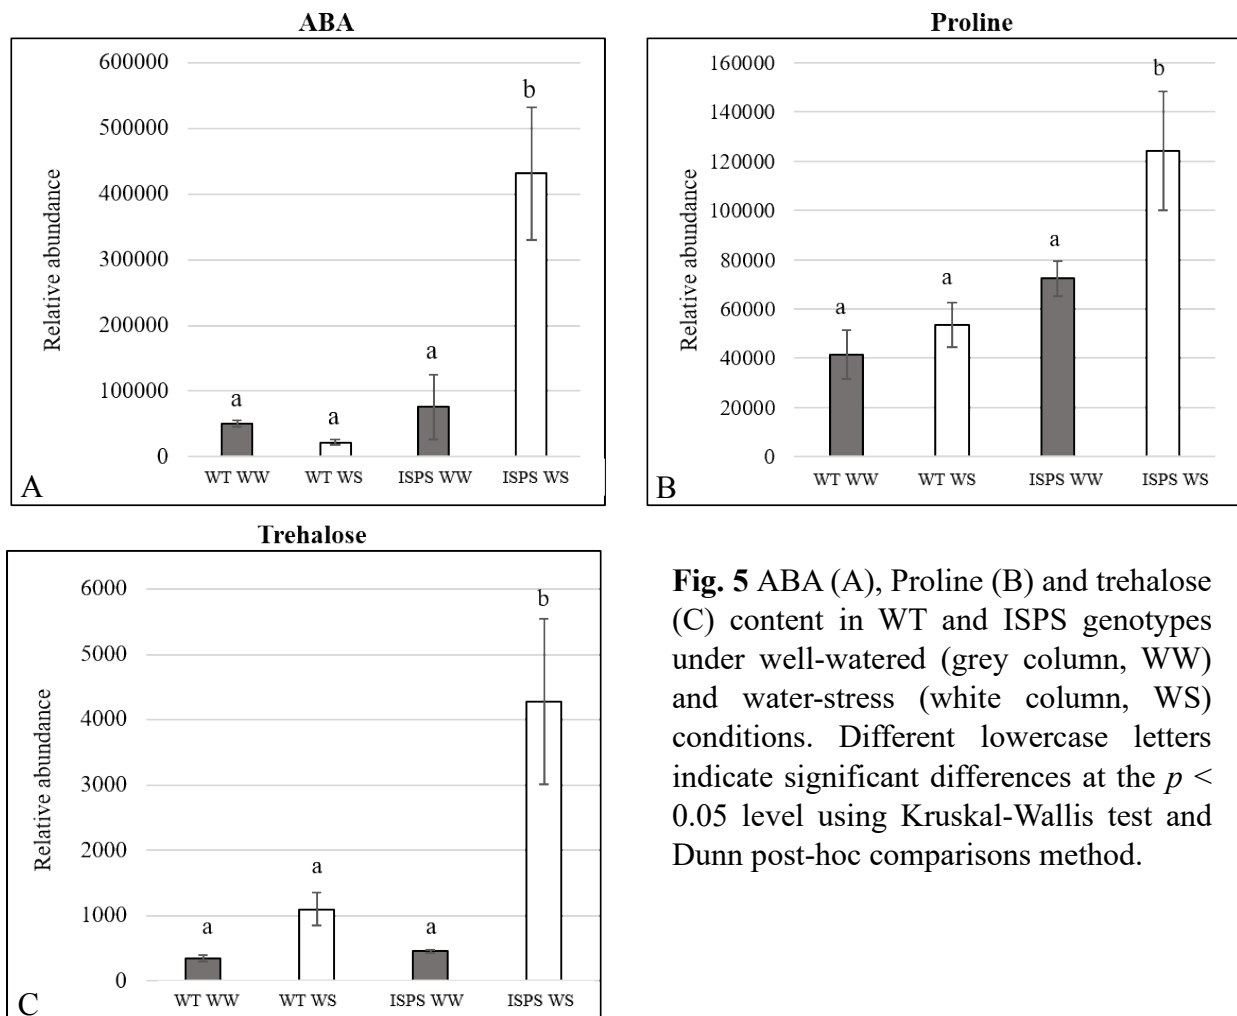 ABA
Relative abundance
600000
500000
400000
300000
200000
100000
0
a
a
a
b
WT WW
WT WS
ISPS WW
ISPS WS
A
Proline
Relative abundance
160000
140000
120000
100000
80000
60000
40000
20000
0
a
a
a
b
WT WW
WT WS
ISPS WW
ISPS WS
B
Trehalose
Relative abundance
6000
5000
4000
3000
2000
1000
0
a
a
a
b
WT WW
WT WS
ISPS WW
ISPS WS
C
Fig. 5 ABA (A), Proline (B) and trehalose
(C) content in WT and ISPS genotypes
under well-watered (grey column, WW)
and water-stress (white column, WS)
conditions. Different lowercase letters
indicate significant differences at the p <
0.05 level using Kruskal-Wallis test and
Dunn post-hoc comparisons method.